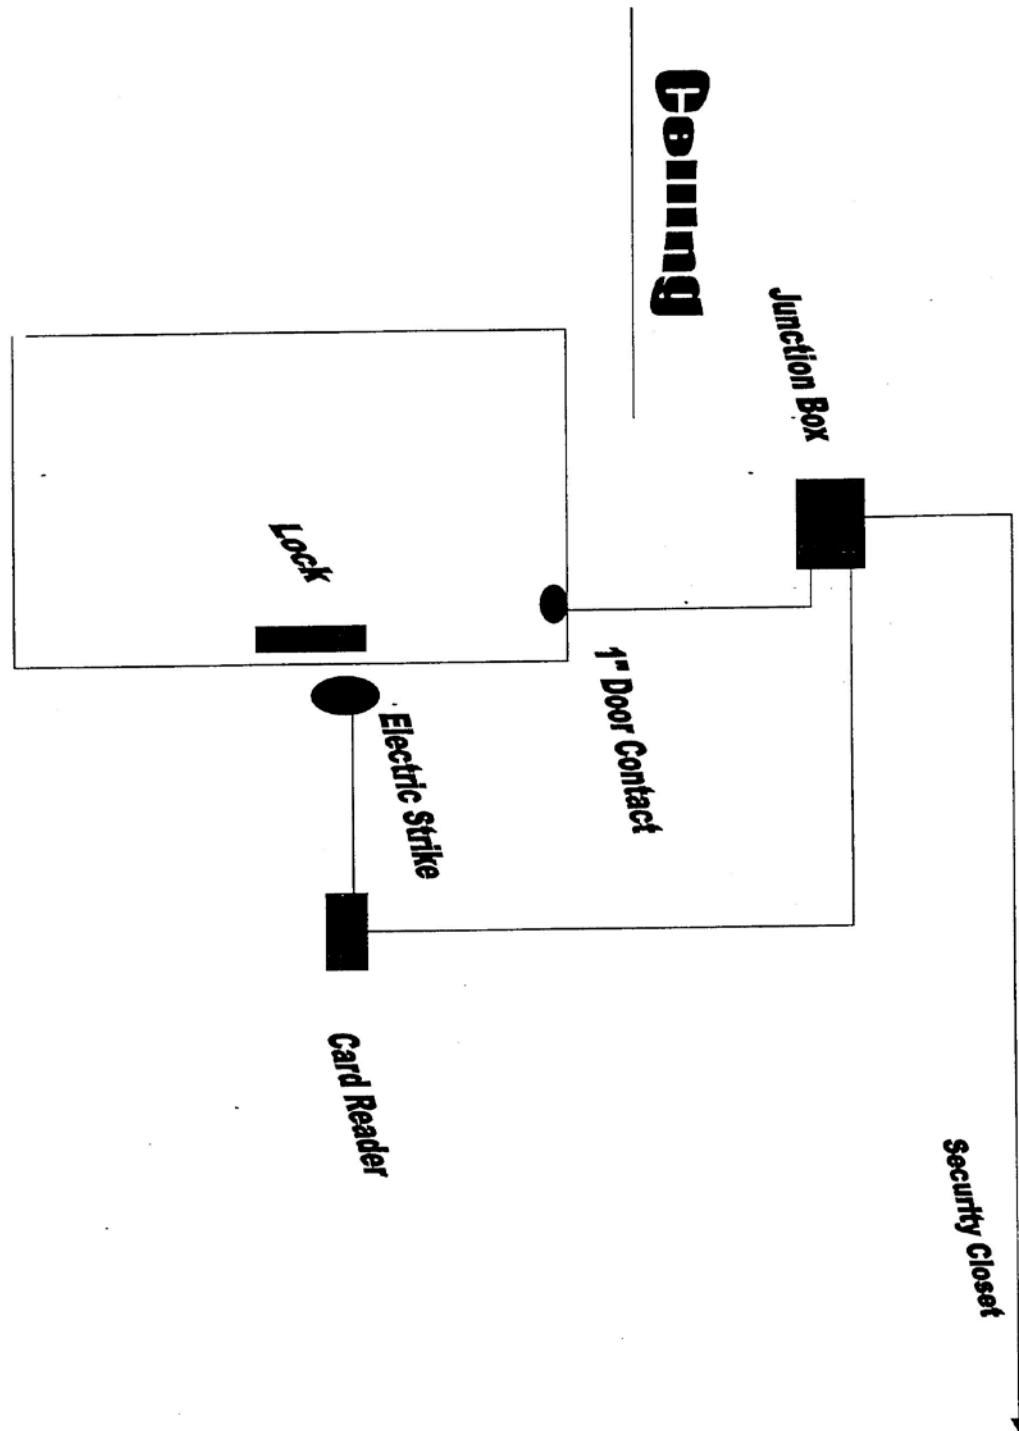 Ceiling
Junction Box
Security Closet
1" Door Contact
Lock
Electric Strike
Card Reader